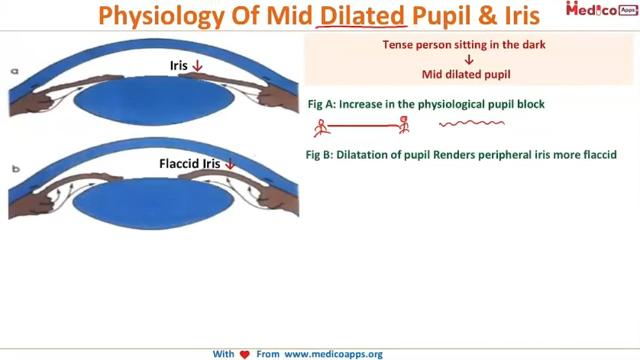 Physiology Of Mid Dilated Pupil & Iris
Medico
Apps
a
Iris
Tense person sitting in the dark
Mid dilated pupil
Fig A: Increase in the physiological pupil block
b
Flaccid Iris
Fig B: Dilatation of pupil Renders peripheral iris more flaccid
With From www.medicoapps.org